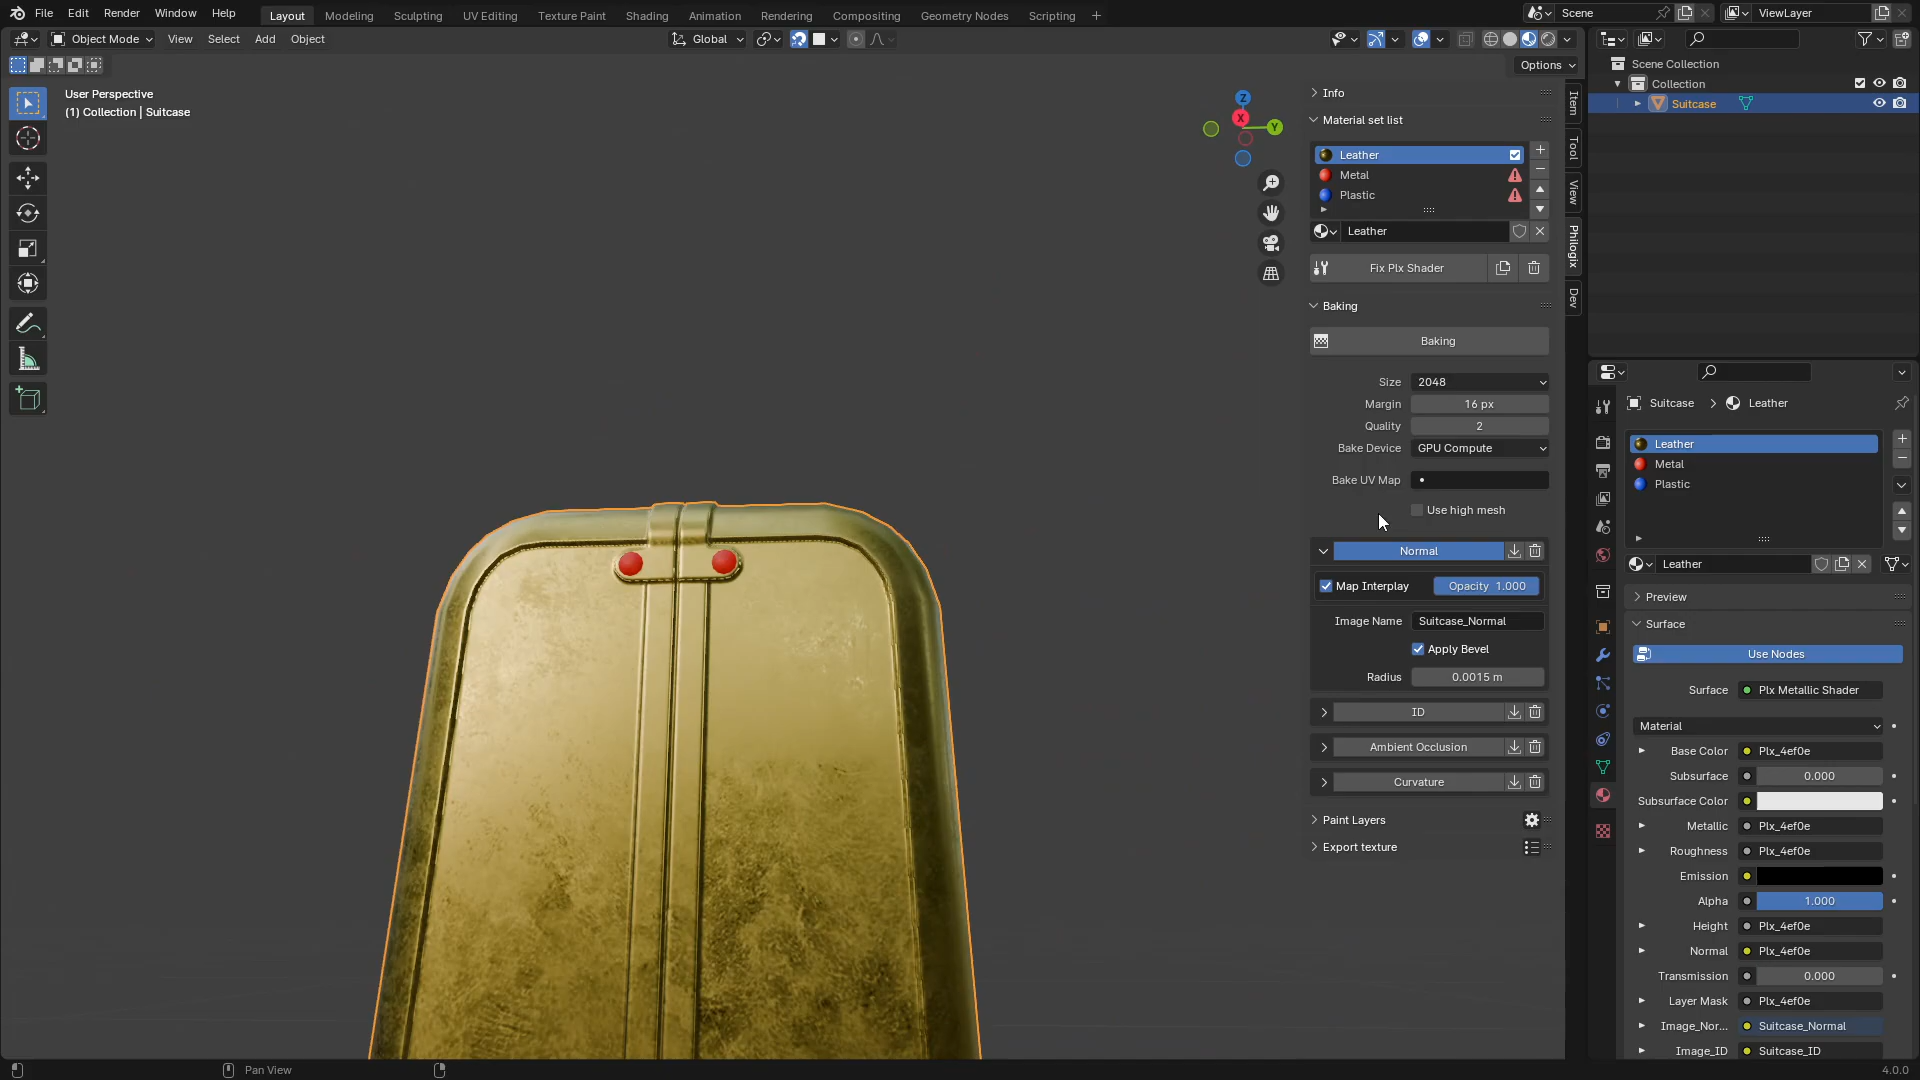 File Edit Render Window Help
Layout Modeling Sculpting UV Editing Texture Paint Shading Animation Rendering Compositing Geometry Nodes Scripting +
Scene
ViewLayer
Object Mode View Select Add Object
Global
Options
User Perspective
(1) Collection | Suitcase
Z
X
Y
Info
Material set list
Leather
Metal
Plastic
Leather
Fix Plx Shader
Baking
Baking
Size 2048
Margin 16 px
Quality 2
Bake Device GPU Compute
Bake UV Map
Use high mesh
Normal
Map Interplay Opacity 1.000
Image Name Suitcase_Normal
Apply Bevel
Radius 0.0015 m
ID
Ambient Occlusion
Curvature
Paint Layers
Export texture
Item
Tool
View
Philogix
Dev
Scene Collection
Collection
Suitcase
Suitcase > Leather
Leather
Metal
Plastic
Leather
Preview
Surface
Use Nodes
Surface Plx Metallic Shader
Material
Base Color Plx_4ef0e
Subsurface 0.000
Subsurface Color
Metallic Plx_4ef0e
Roughness Plx_4ef0e
Emission
Alpha 1.000
Height Plx_4ef0e
Normal Plx_4ef0e
Transmission 0.000
Layer Mask Plx_4ef0e
Image_Nor... Suitcase_Normal
Image_ID Suitcase_ID
Pan View
4.0.0